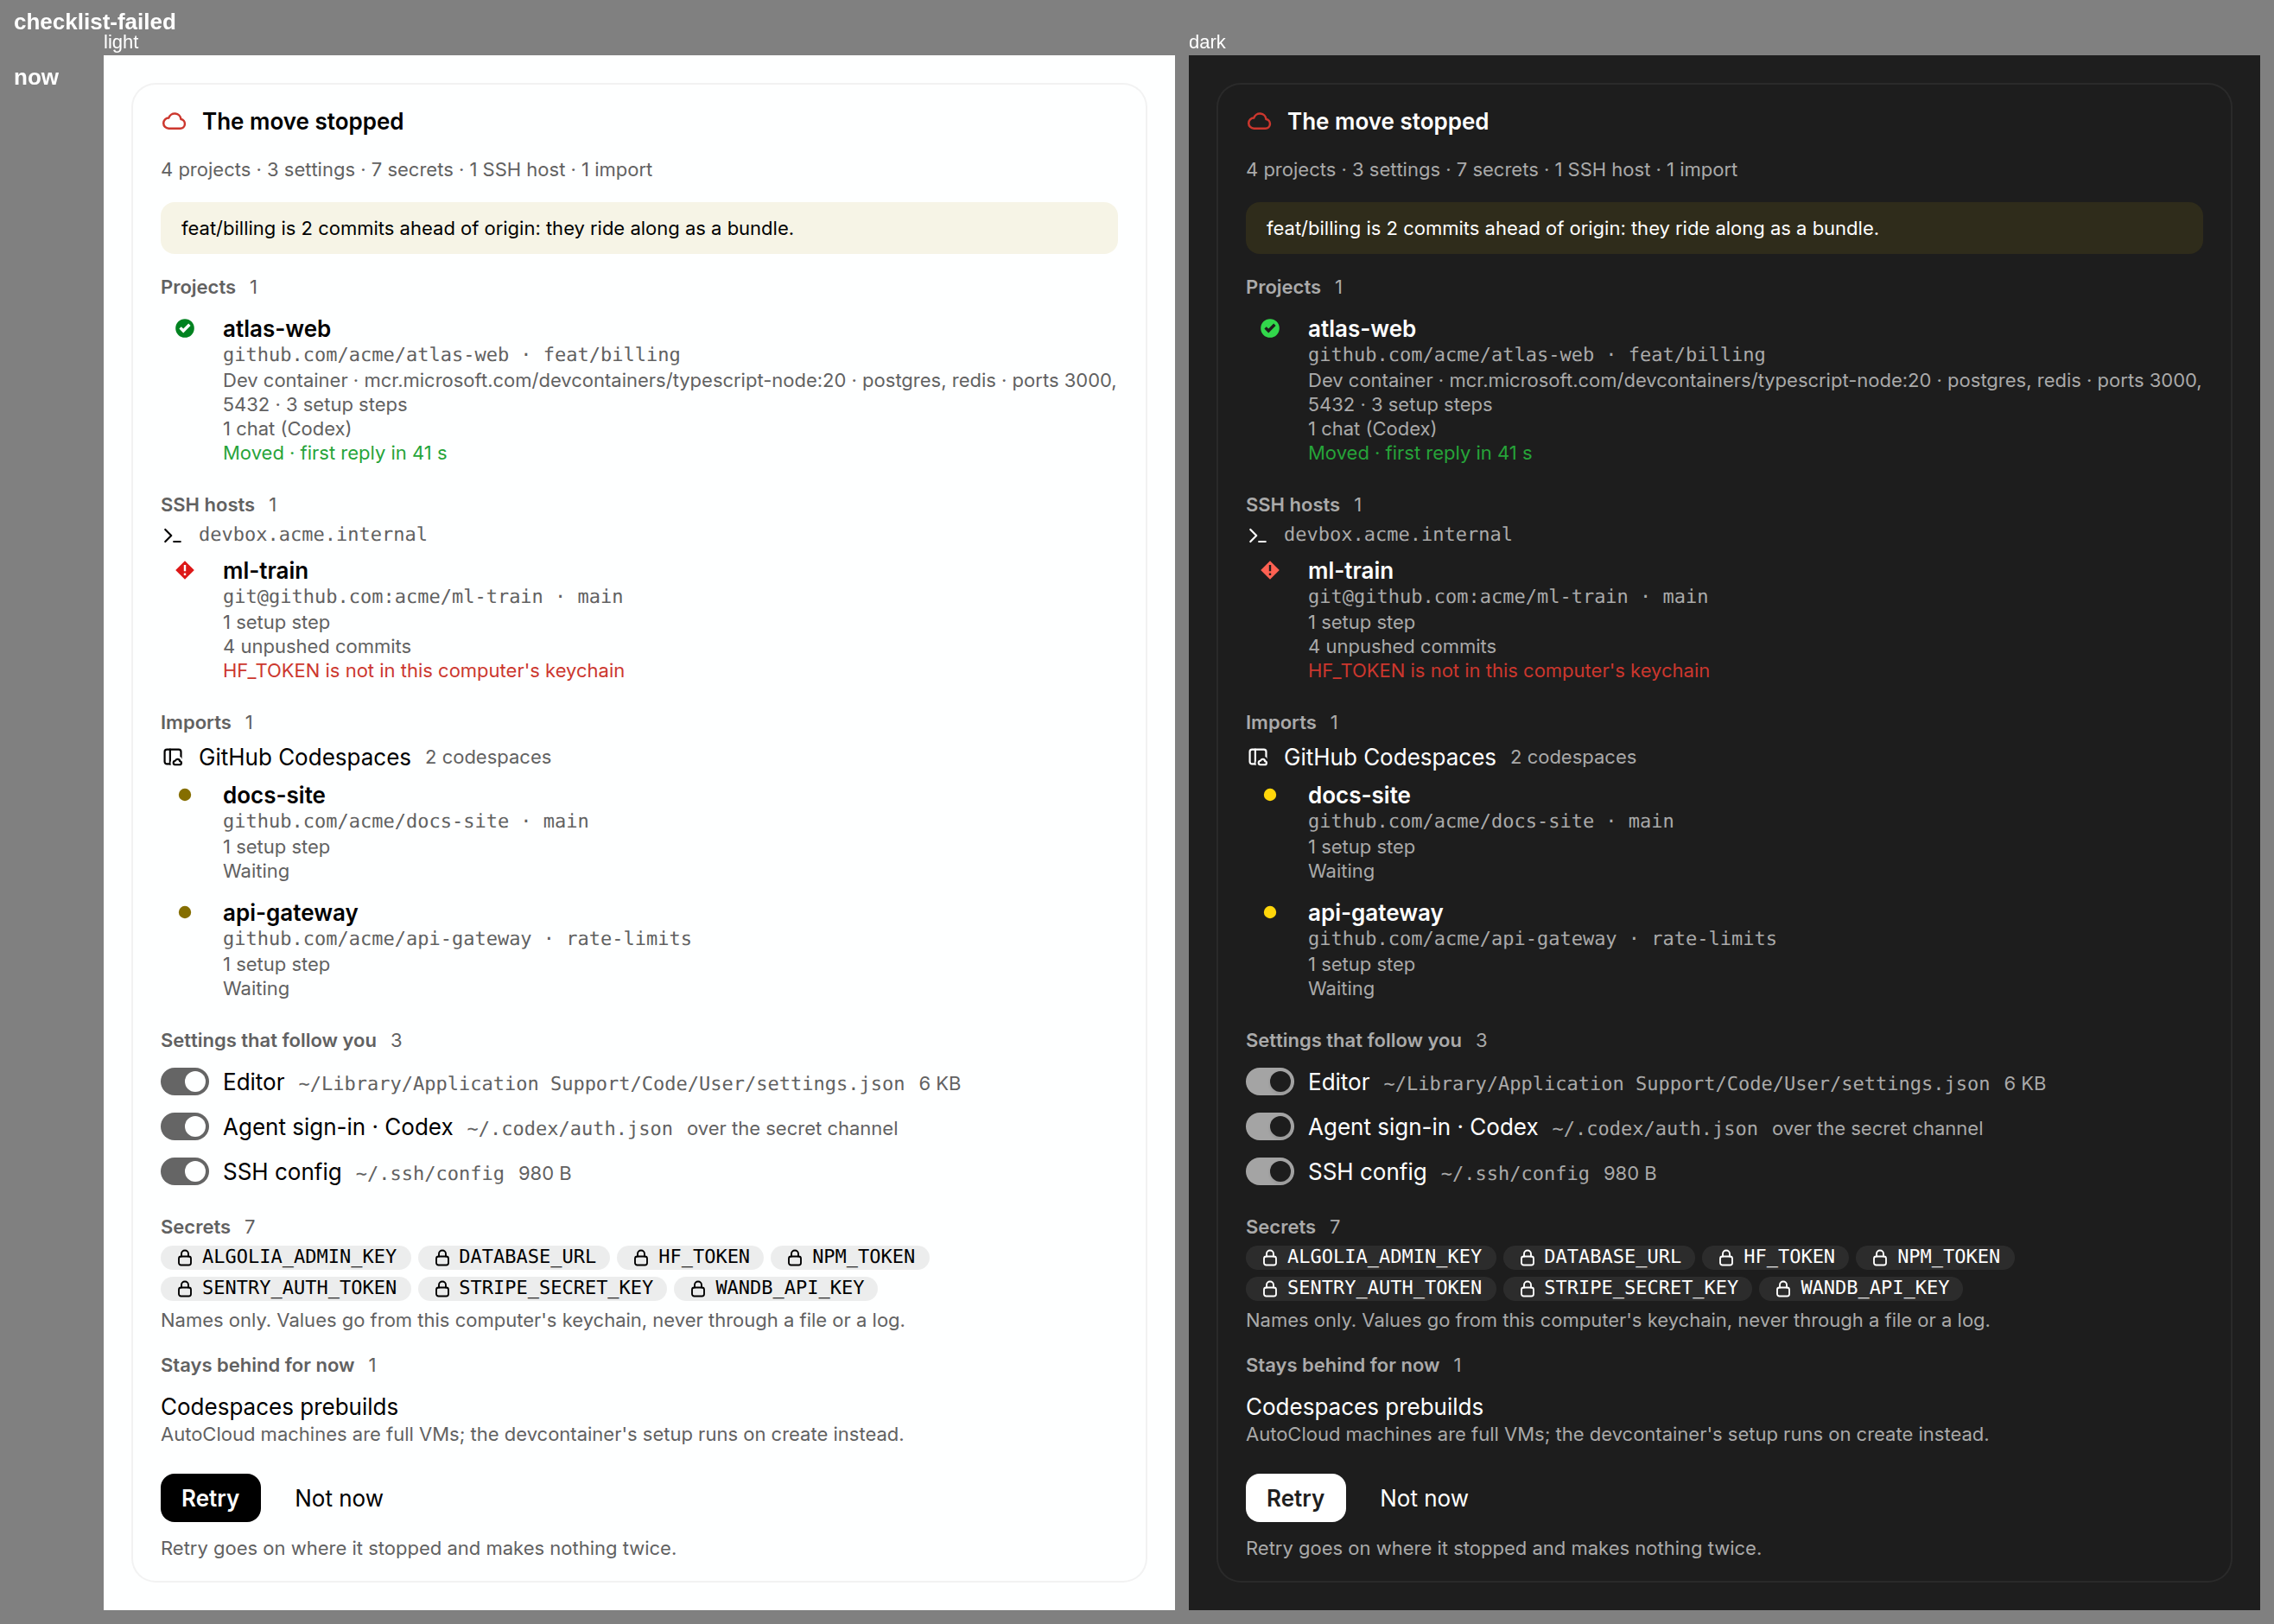 checklist-failed
light
dark
now
The move stopped
4 projects · 3 settings · 7 secrets · 1 SSH host · 1 import
feat/billing is 2 commits ahead of origin: they ride along as a bundle.
Projects 1
atlas-web
github.com/acme/atlas-web · feat/billing
Dev container · mcr.microsoft.com/devcontainers/typescript-node:20 · postgres, redis · ports 3000,
5432 · 3 setup steps
1 chat (Codex)
Moved · first reply in 41 s
SSH hosts 1
devbox.acme.internal
ml-train
git@github.com:acme/ml-train · main
1 setup step
4 unpushed commits
HF_TOKEN is not in this computer's keychain
Imports 1
GitHub Codespaces 2 codespaces
docs-site
github.com/acme/docs-site · main
1 setup step
Waiting
api-gateway
github.com/acme/api-gateway · rate-limits
1 setup step
Waiting
Settings that follow you 3
Editor ~/Library/Application Support/Code/User/settings.json 6 KB
Agent sign-in · Codex ~/.codex/auth.json over the secret channel
SSH config ~/.ssh/config 980 B
Secrets 7
ALGOLIA_ADMIN_KEY DATABASE_URL HF_TOKEN NPM_TOKEN
SENTRY_AUTH_TOKEN STRIPE_SECRET_KEY WANDB_API_KEY
Names only. Values go from this computer's keychain, never through a file or a log.
Stays behind for now 1
Codespaces prebuilds
AutoCloud machines are full VMs; the devcontainer's setup runs on create instead.
Retry Not now
Retry goes on where it stopped and makes nothing twice.
The move stopped
4 projects · 3 settings · 7 secrets · 1 SSH host · 1 import
feat/billing is 2 commits ahead of origin: they ride along as a bundle.
Projects 1
atlas-web
github.com/acme/atlas-web · feat/billing
Dev container · mcr.microsoft.com/devcontainers/typescript-node:20 · postgres, redis · ports 3000,
5432 · 3 setup steps
1 chat (Codex)
Moved · first reply in 41 s
SSH hosts 1
devbox.acme.internal
ml-train
git@github.com:acme/ml-train · main
1 setup step
4 unpushed commits
HF_TOKEN is not in this computer's keychain
Imports 1
GitHub Codespaces 2 codespaces
docs-site
github.com/acme/docs-site · main
1 setup step
Waiting
api-gateway
github.com/acme/api-gateway · rate-limits
1 setup step
Waiting
Settings that follow you 3
Editor ~/Library/Application Support/Code/User/settings.json 6 KB
Agent sign-in · Codex ~/.codex/auth.json over the secret channel
SSH config ~/.ssh/config 980 B
Secrets 7
ALGOLIA_ADMIN_KEY DATABASE_URL HF_TOKEN NPM_TOKEN
SENTRY_AUTH_TOKEN STRIPE_SECRET_KEY WANDB_API_KEY
Names only. Values go from this computer's keychain, never through a file or a log.
Stays behind for now 1
Codespaces prebuilds
AutoCloud machines are full VMs; the devcontainer's setup runs on create instead.
Retry Not now
Retry goes on where it stopped and makes nothing twice.